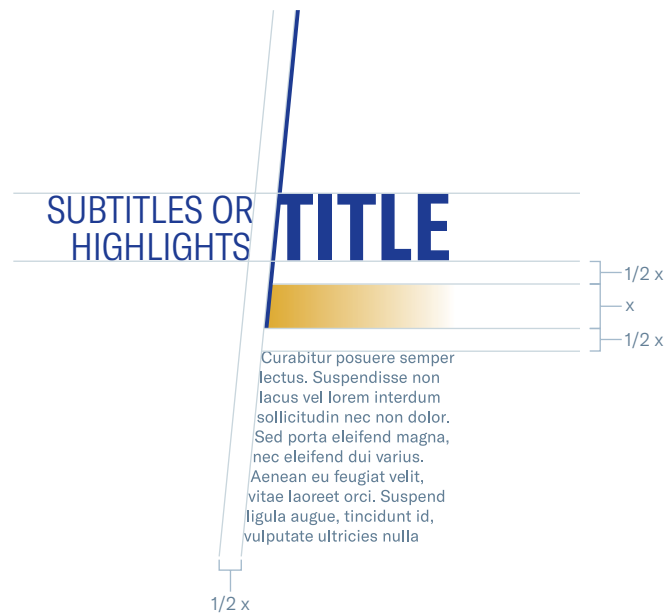 SUBTITLES OR
HIGHLIGHTS
TITLE
1/2 x
x
1/2 x
Curabitur posuere semper
lectus. Suspendisse non
lacus vel lorem interdum
sollicitudin nec non dolor.
Sed porta eleifend magna,
nec eleifend dui varius.
Aenean eu feugiat velit,
vitae laoreet orci. Suspend
ligula augue, tincidunt id,
vulputate ultricies nulla
1/2 x